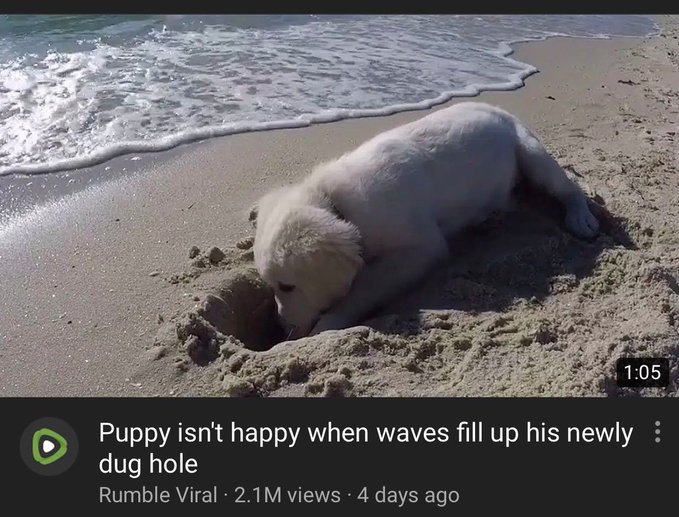 1:05
Puppy isn't happy when waves fill up his newly
dug hole
Rumble Viral · 2.1M views · 4 days ago